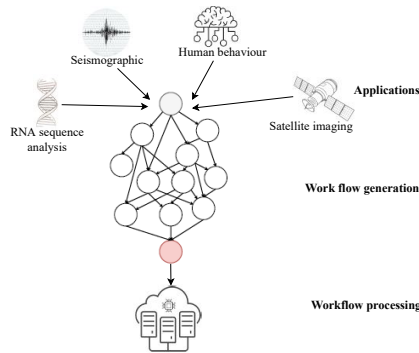 Seismographic
Human behaviour
Applications
RNA sequence
analysis
Satellite imaging
Work flow generation
Workflow processing